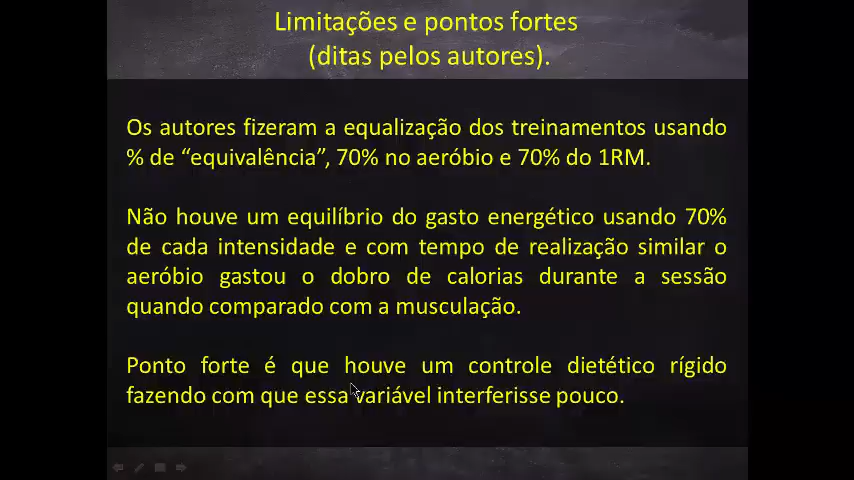 Limitações e pontos fortes
(ditas pelos autores).
Os autores fizeram a equalização dos treinamentos usando
% de “equivalência”, 70% no aeróbio e 70% do 1RM.
Não houve um equilíbrio do gasto energético usando 70%
de cada intensidade e com tempo de realização similar o
aeróbio gastou o dobro de calorias durante a sessão
quando comparado com a musculação.
Ponto forte é que houve um controle dietético rígido
fazendo com que essa variável interferisse pouco.